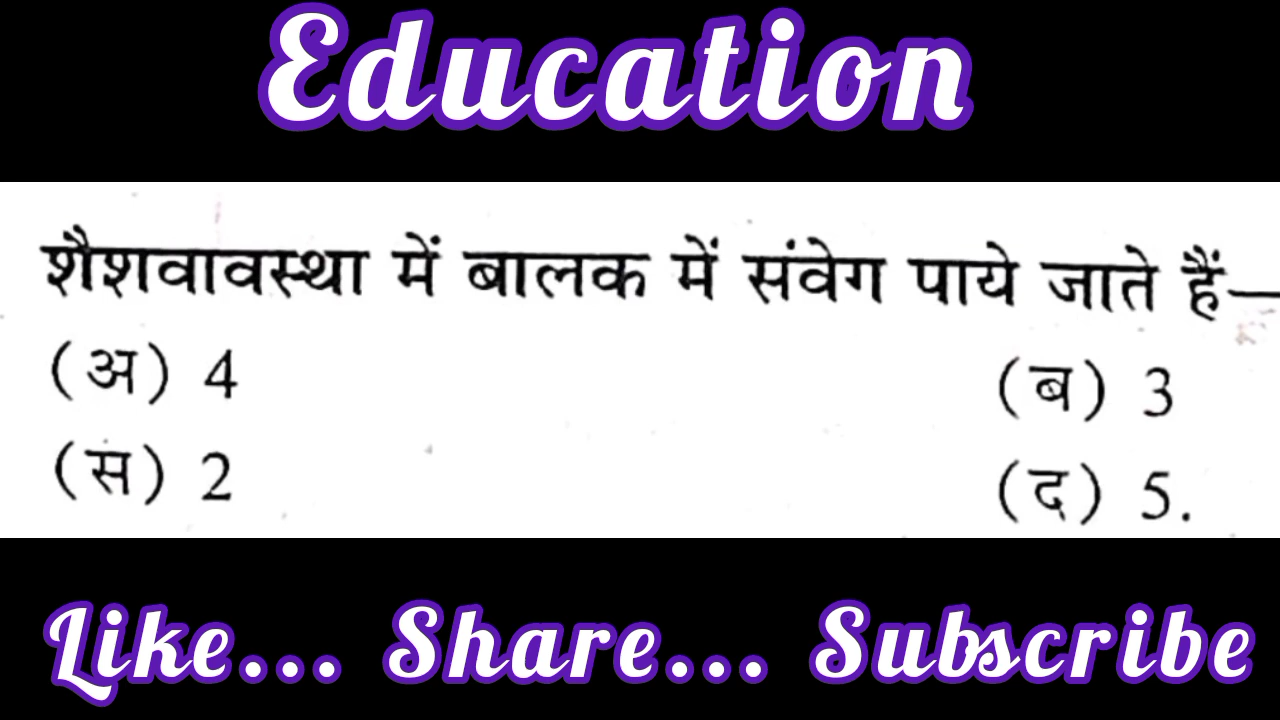 Education
शैशवावस्था में बालक में संवेग पाये जाते हैं—
(अ) 4 (ब) 3
(स) 2 (द) 5.
Like... Share... Subscribe